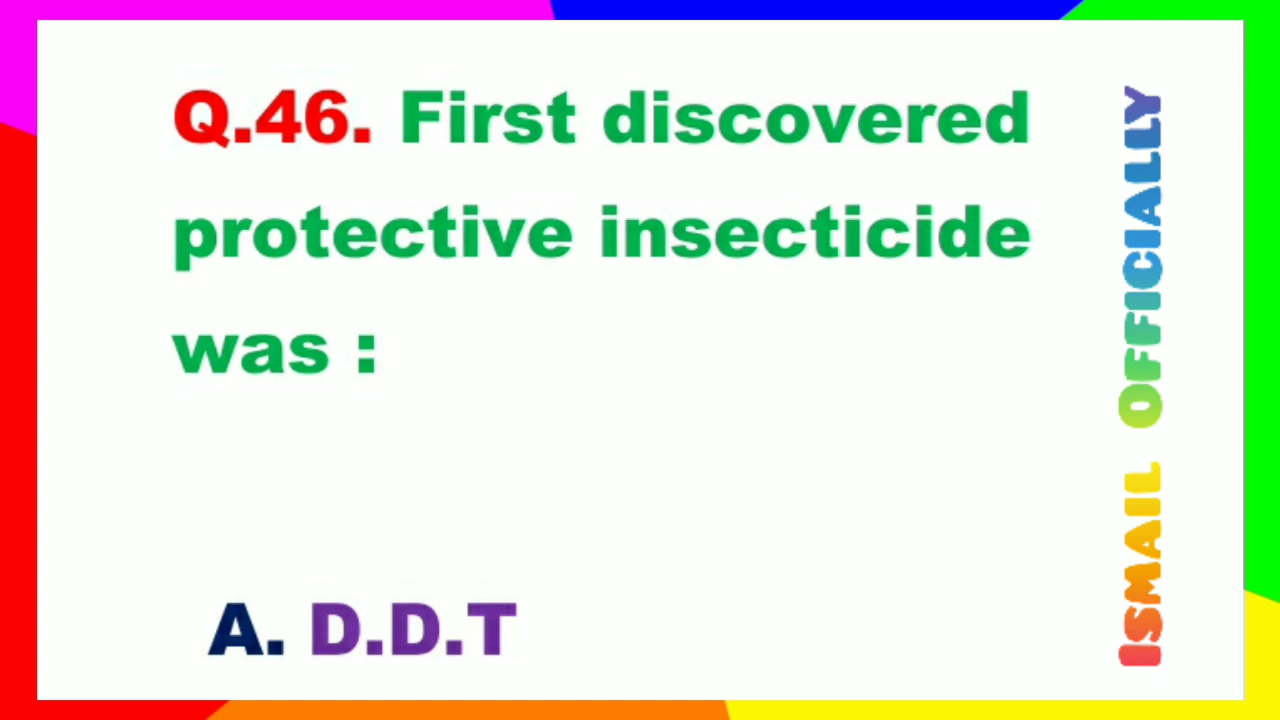 Q.46. First discovered
protective insecticide
was :
A. D.D.T
ISMAIL OFFICIALLY